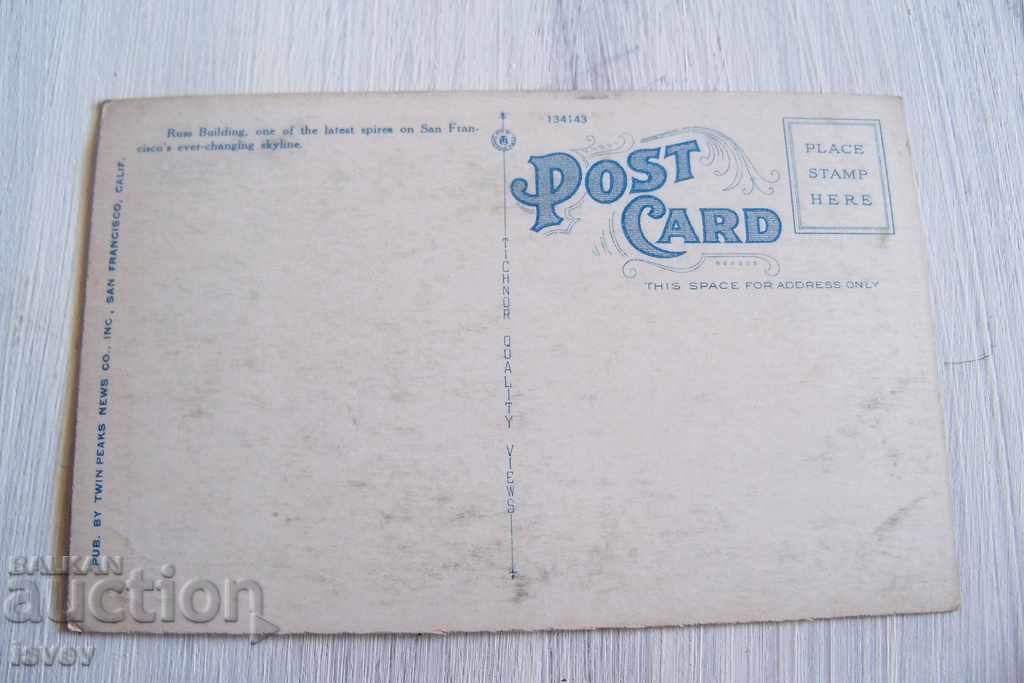 Russ Building, one of the latest spires on San Fran-
cisco's ever-changing skyline.
PUB. BY TWIN PEAKS NEWS CO., INC., SAN FRANCISCO, CALIF.
TICHNOR QUALITY VIEWS
134143
POST
CARD
THIS SPACE FOR ADDRESS ONLY
PLACE
STAMP
HERE
BALKAN
auction
isvev